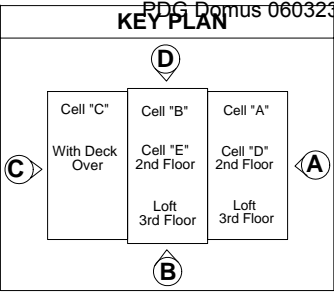 PDG Domus 060323
KEY PLAN
D
Cell "C"
Cell "B"
Cell "A"
With Deck
Over
Cell "E"
2nd Floor
Cell "D"
2nd Floor
C
A
Loft
3rd Floor
Loft
3rd Floor
B